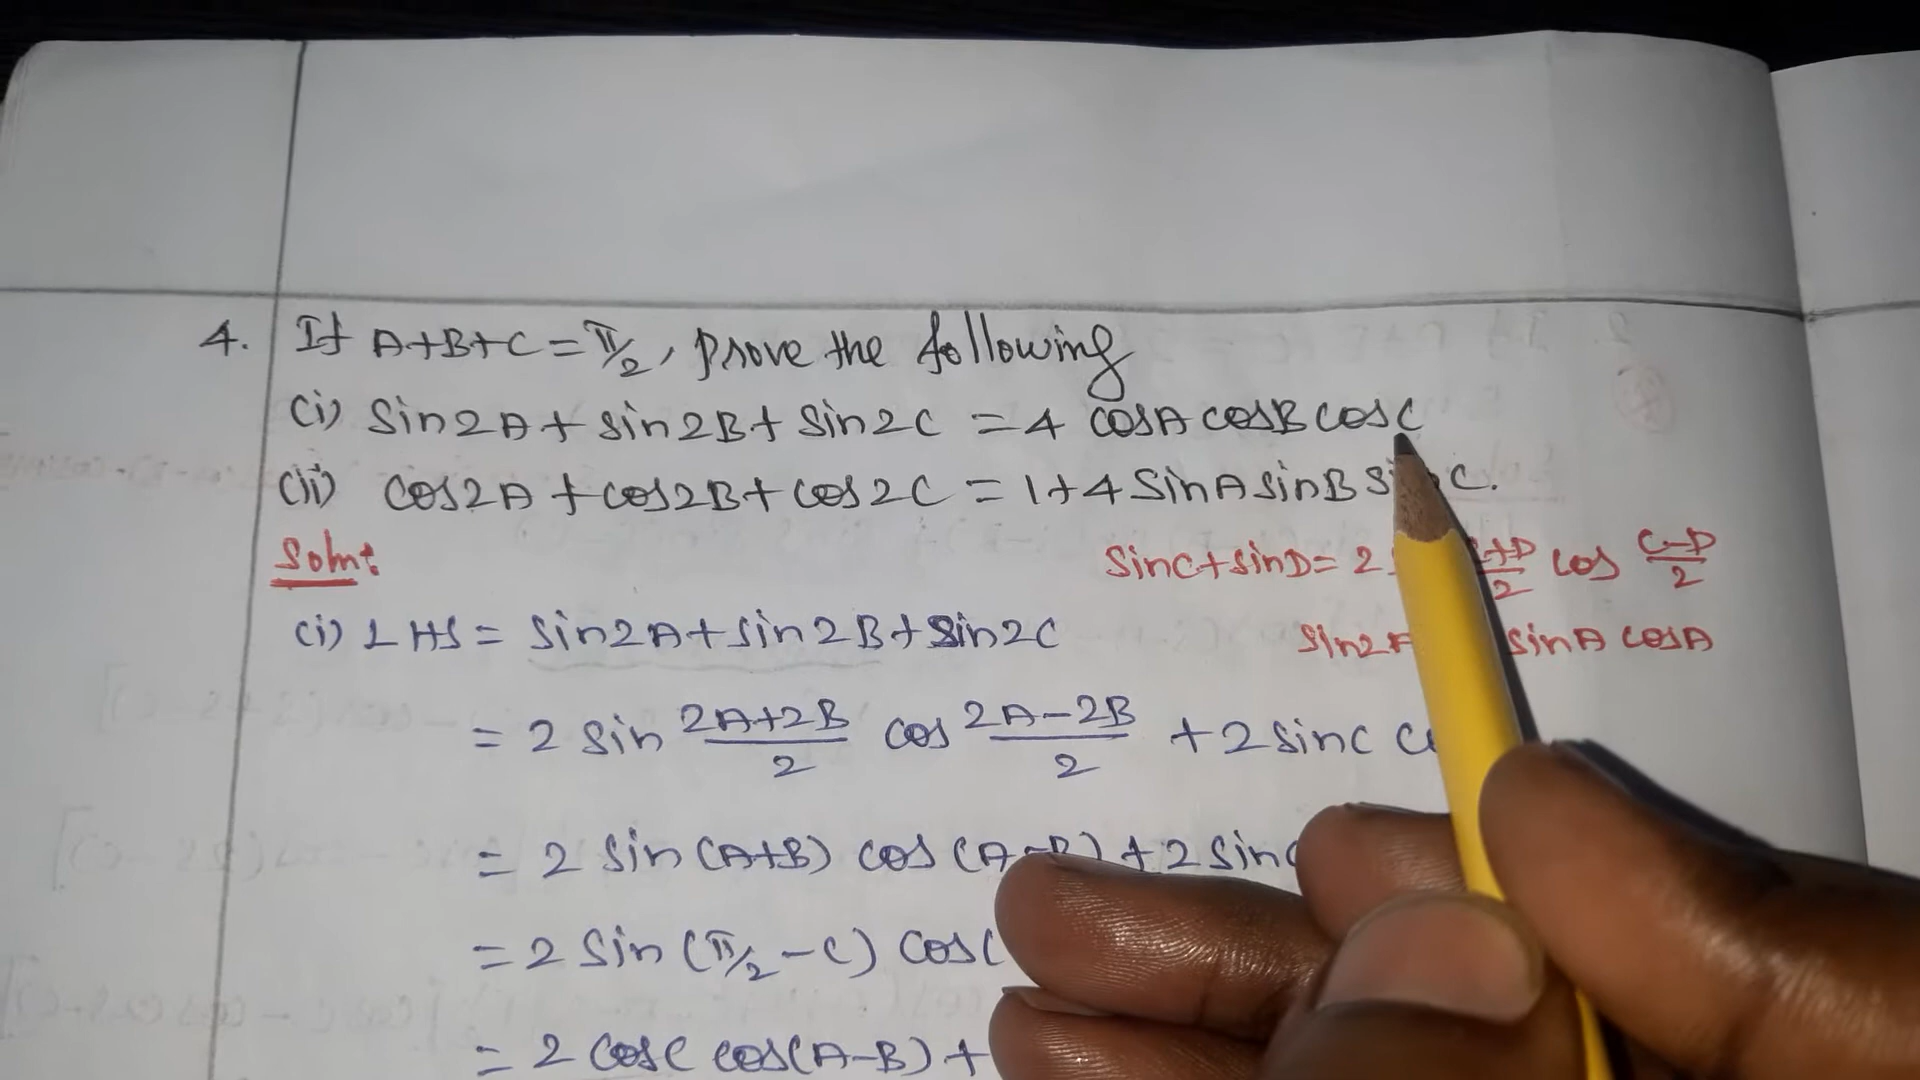 4. If A+B+C = π/2, prove the following
(i) sin2A + sin2B + sin2C = 4 cosA cosB cosC
(ii) cos2A + cos2B + cos2C = 1+4 sinA sinB sin C.
Soln:
sinC+sinD = 2 C+D/2 cos C-D/2
(i) LHS = sin2A + sin2B + sin2C
sin2A sinA cosA
= 2 sin 2A+2B/2 cos 2A-2B/2 + 2 sinC
= 2 sin(A+B) cos(A-B) + 2 sinC
= 2 sin(π/2 - C) cos(
= 2 cosC cos(A-B) +